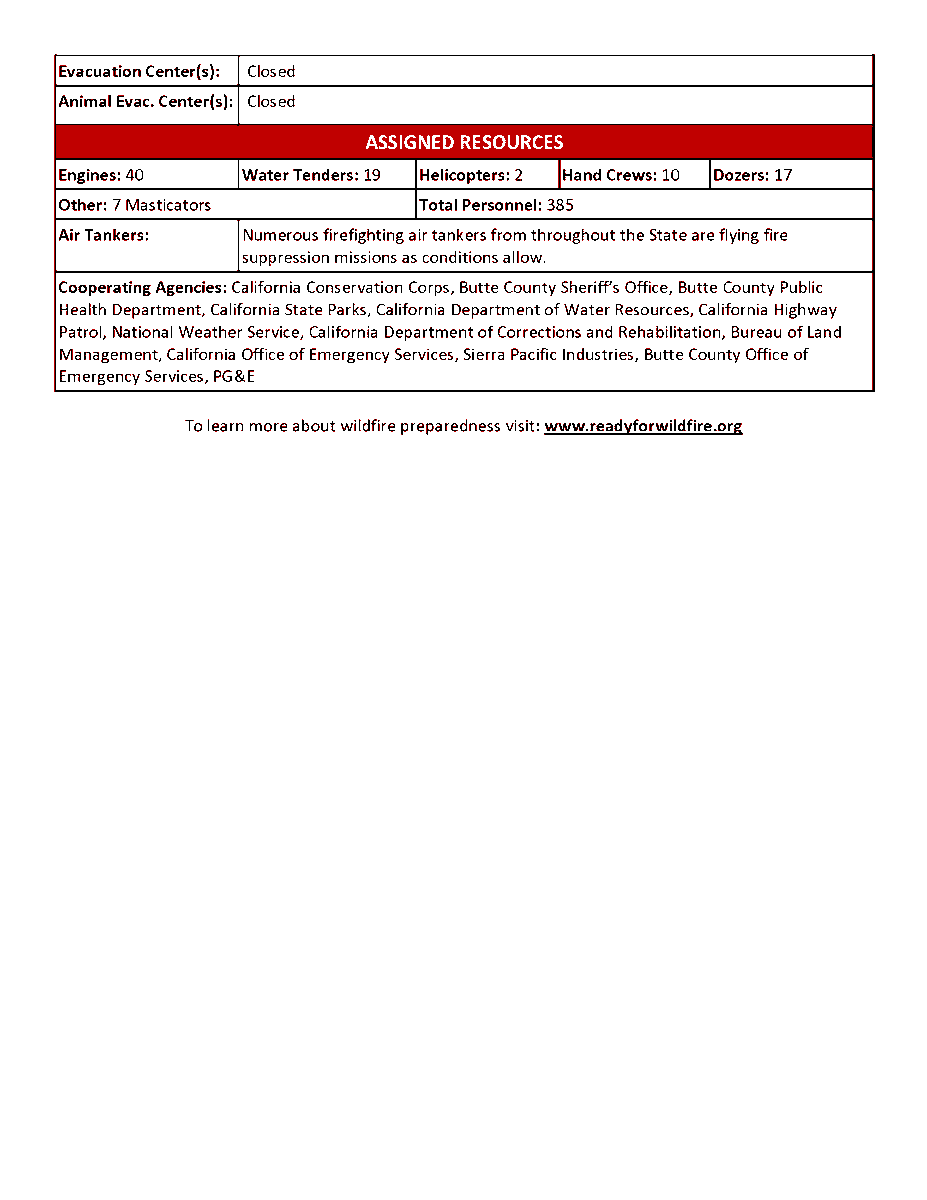 Evacuation Center(s): Closed
Animal Evac. Center(s): Closed
ASSIGNED RESOURCES
Engines: 40 Water Tenders: 19 Helicopters: 2 Hand Crews: 10 Dozers: 17
Other: 7 Masticators Total Personnel: 385
Air Tankers: Numerous firefighting air tankers from throughout the State are flying fire
suppression missions as conditions allow.
Cooperating Agencies: California Conservation Corps, Butte County Sheriff’s Office, Butte County Public
Health Department, California State Parks, California Department of Water Resources, California Highway
Patrol, National Weather Service, California Department of Corrections and Rehabilitation, Bureau of Land
Management, California Office of Emergency Services, Sierra Pacific Industries, Butte County Office of
Emergency Services, PG&E
To learn more about wildfire preparedness visit: www.readyforwildfire.org